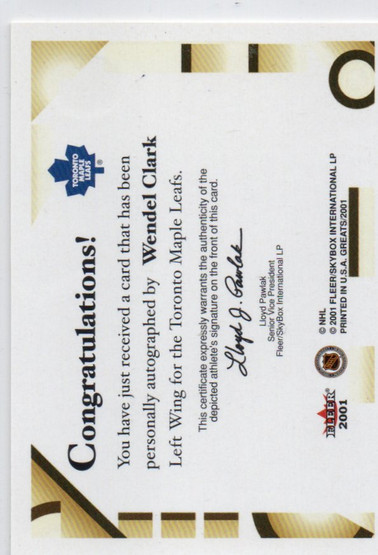 Congratulations!
TORONTO
MAPLE
LEAFS
®
You have just received a card that has been
personally autographed by Wendel Clark
Left Wing for the Toronto Maple Leafs.
This certificate expressly warrants the authenticity of the
depicted athlete's signature on the front of this card.
Lloyd J. Pawlak
Lloyd Pawlak
Senior Vice President
Fleer/SkyBox International LP
FLEER
2001
© NHL
© 2001 FLEER/SKYBOX INTERNATIONAL LP
PRINTED IN U.S.A. GREATS/2001